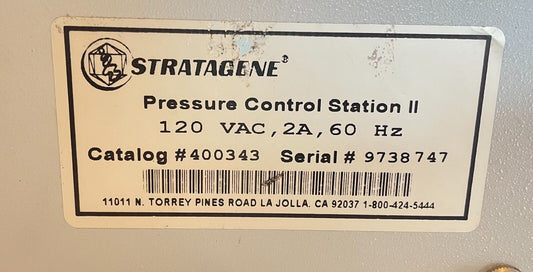 STRATAGENE®
Pressure Control Station II
120 VAC, 2A, 60 Hz
Catalog #400343 Serial # 9738747
11011 N. TORREY PINES ROAD LA JOLLA. CA 92037 1-800-424-5444